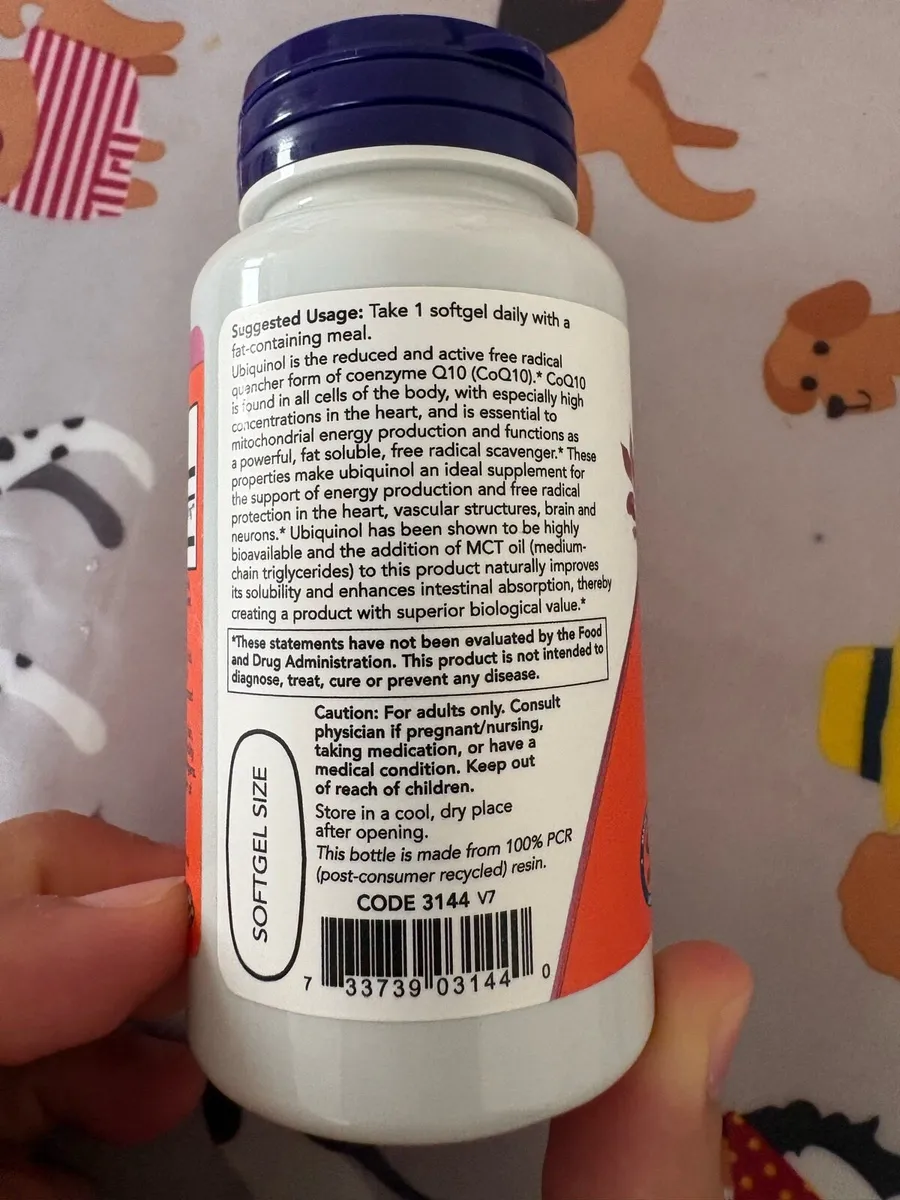 Suggested Usage: Take 1 softgel daily with a
fat-containing meal.
Ubiquinol is the reduced and active free radical
quencher form of coenzyme Q10 (CoQ10).* CoQ10
is found in all cells of the body, with especially high
concentrations in the heart, and is essential to
mitochondrial energy production and functions as
a powerful, fat soluble, free radical scavenger.* These
properties make ubiquinol an ideal supplement for
the support of energy production and free radical
protection in the heart, vascular structures, brain and
neurons.* Ubiquinol has been shown to be highly
bioavailable and the addition of MCT oil (medium-
chain triglycerides) to this product naturally improves
its solubility and enhances intestinal absorption, thereby
creating a product with superior biological value.*
*These statements have not been evaluated by the Food
and Drug Administration. This product is not intended to
diagnose, treat, cure or prevent any disease.
Caution: For adults only. Consult
physician if pregnant/nursing,
taking medication, or have a
medical condition. Keep out
of reach of children.
Store in a cool, dry place
after opening.
This bottle is made from 100% PCR
(post-consumer recycled) resin.
SOFTGEL SIZE
CODE 3144 V7
7 33739 03144 0